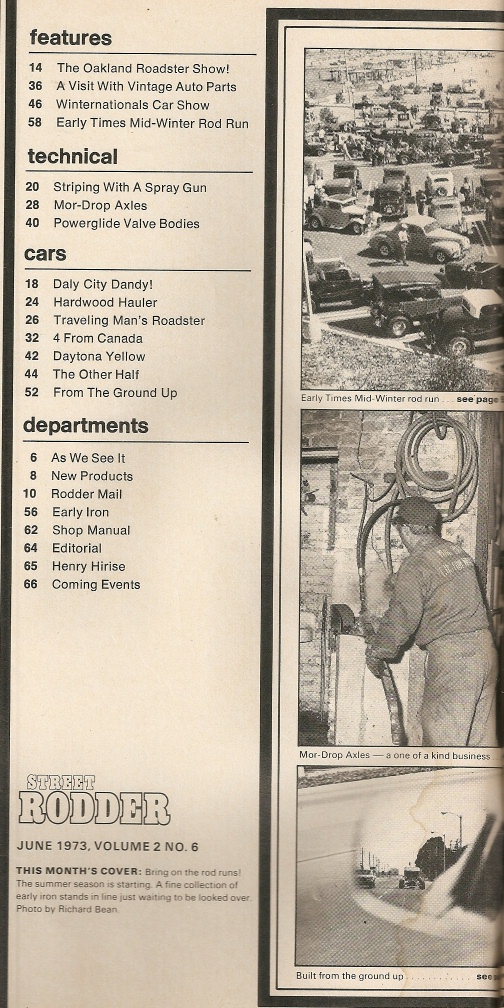 features
14 The Oakland Roadster Show!
36 A Visit With Vintage Auto Parts
46 Winternationals Car Show
58 Early Times Mid-Winter Rod Run
technical
20 Striping With A Spray Gun
28 Mor-Drop Axles
40 Powerglide Valve Bodies
cars
18 Daly City Dandy!
24 Hardwood Hauler
26 Traveling Man's Roadster
32 4 From Canada
42 Daytona Yellow
44 The Other Half
52 From The Ground Up
departments
6 As We See It
8 New Products
10 Rodder Mail
56 Early Iron
62 Shop Manual
64 Editorial
65 Henry Hirise
66 Coming Events
STREET
RODDER
JUNE 1973, VOLUME 2 NO. 6
THIS MONTH'S COVER: Bring on the rod runs!
The summer season is starting. A fine collection of
early iron stands in line just waiting to be looked over.
Photo by Richard Bean.
Early Times Mid-Winter rod run . . . see page
Mor-Drop Axles — a one of a kind business
Built from the ground up . . . . . . . . . . . see